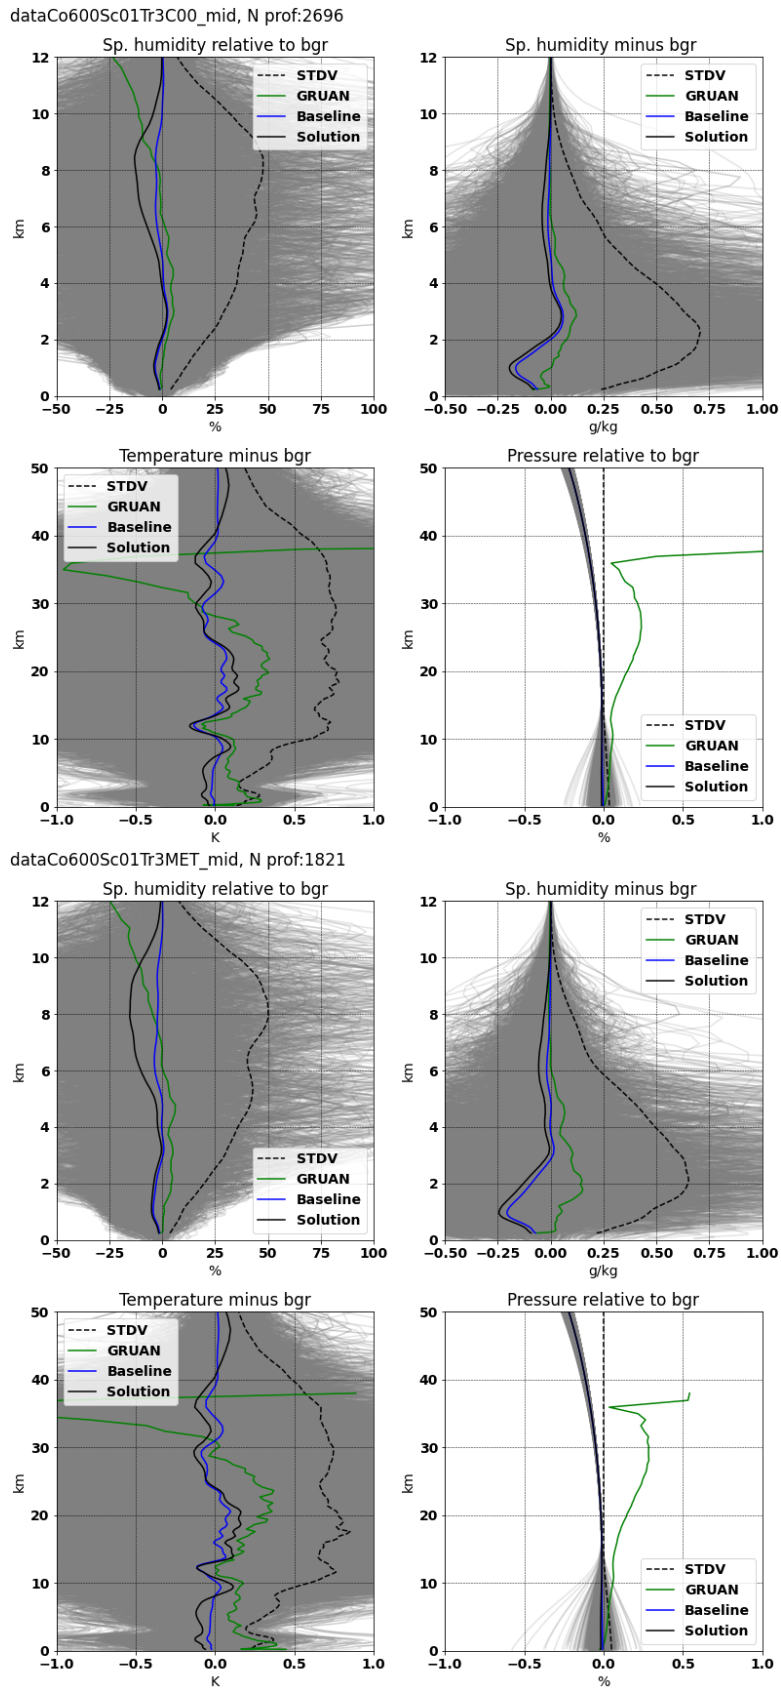 dataCo600Sc01Tr3C00_mid, N prof:2696
Sp. humidity relative to bgr
12
10
8
6
4
2
0
km
−50
−25
0
25
50
75
100
%
STDV
GRUAN
Baseline
Solution
Sp. humidity minus bgr
12
10
8
6
4
2
0
km
−0.50
−0.25
0.00
0.25
0.50
0.75
1.00
g/kg
STDV
GRUAN
Baseline
Solution
Temperature minus bgr
50
40
30
20
10
0
km
−1.0
−0.5
0.0
0.5
1.0
K
STDV
GRUAN
Baseline
Solution
Pressure relative to bgr
50
40
30
20
10
0
km
−1.0
−0.5
0.0
0.5
1.0
%
STDV
GRUAN
Baseline
Solution
dataCo600Sc01Tr3MET_mid, N prof:1821
Sp. humidity relative to bgr
12
10
8
6
4
2
0
km
−50
−25
0
25
50
75
100
%
STDV
GRUAN
Baseline
Solution
Sp. humidity minus bgr
12
10
8
6
4
2
0
km
−0.50
−0.25
0.00
0.25
0.50
0.75
1.00
g/kg
STDV
GRUAN
Baseline
Solution
Temperature minus bgr
50
40
30
20
10
0
km
−1.0
−0.5
0.0
0.5
1.0
K
STDV
GRUAN
Baseline
Solution
Pressure relative to bgr
50
40
30
20
10
0
km
−1.0
−0.5
0.0
0.5
1.0
%
STDV
GRUAN
Baseline
Solution